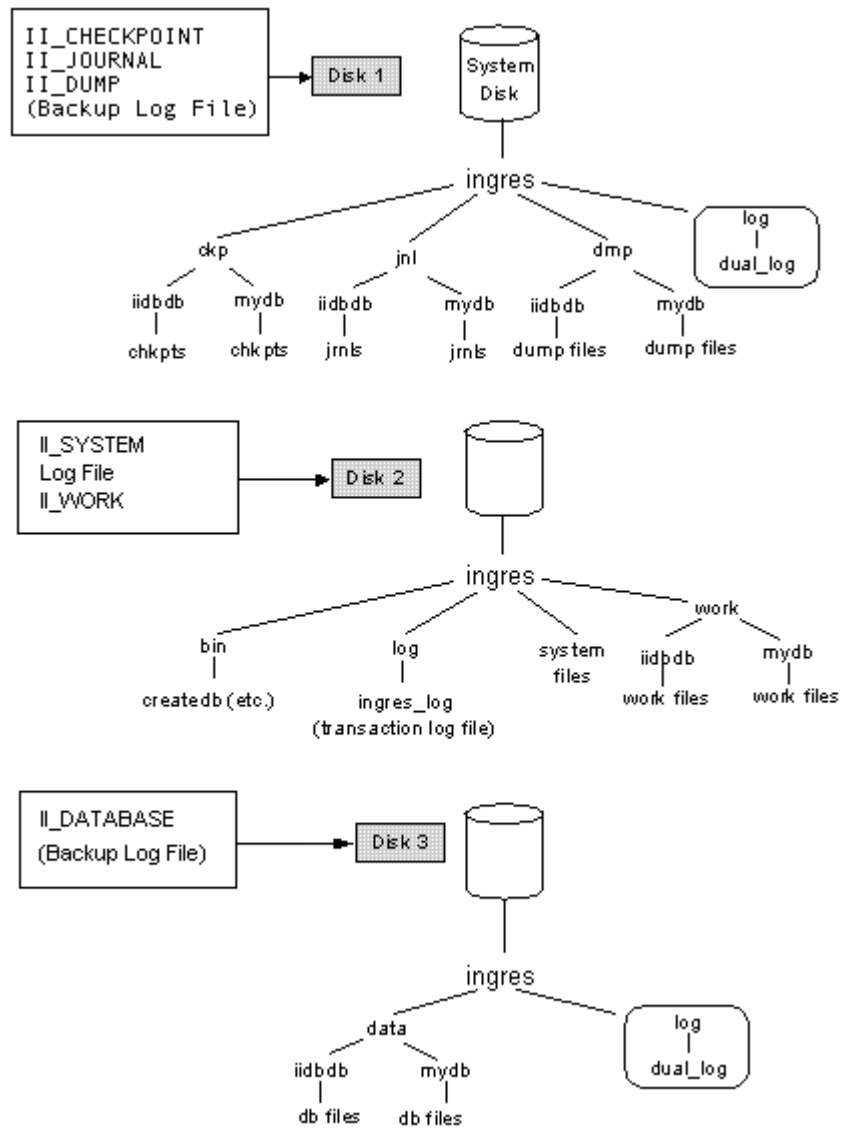 II_CHECKPOINT
II_JOURNAL
II_DUMP
(Backup Log File)
Disk 1
System
Disk
ingres
ckp
jnl
dmp
log
dual_log
iidbdb
mydb
iidbdb
mydb
iidbdb
mydb
chkpts
chkpts
jrnls
jrnls
dump files
dump files
II_SYSTEM
Log File
II_WORK
Disk 2
ingres
bin
log
system
files
work
iidbdb
mydb
createdb (etc.)
ingres_log
(transaction log file)
work files
work files
II_DATABASE
(Backup Log File)
Disk 3
ingres
data
log
dual_log
iidbdb
mydb
db files
db files